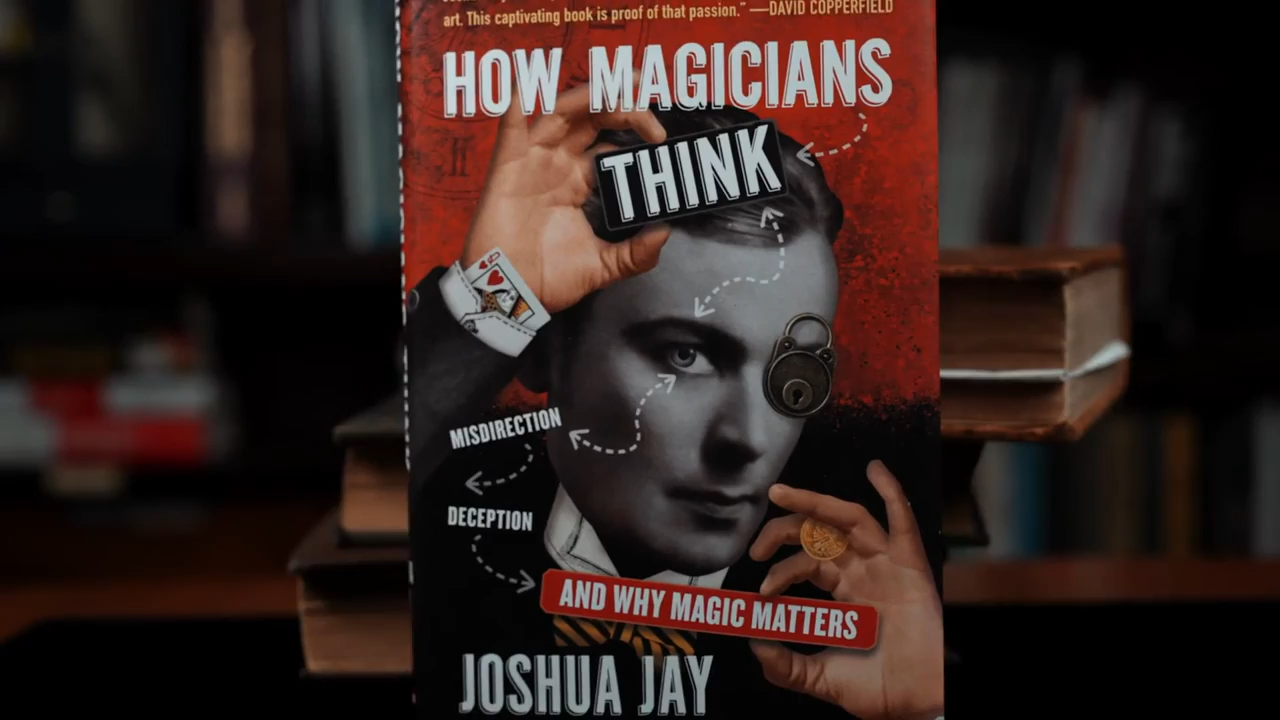 art. This captivating book is proof of that passion.” —DAVID COPPERFIELD
HOW MAGICIANS
THINK
MISDIRECTION
DECEPTION
AND WHY MAGIC MATTERS
JOSHUA JAY